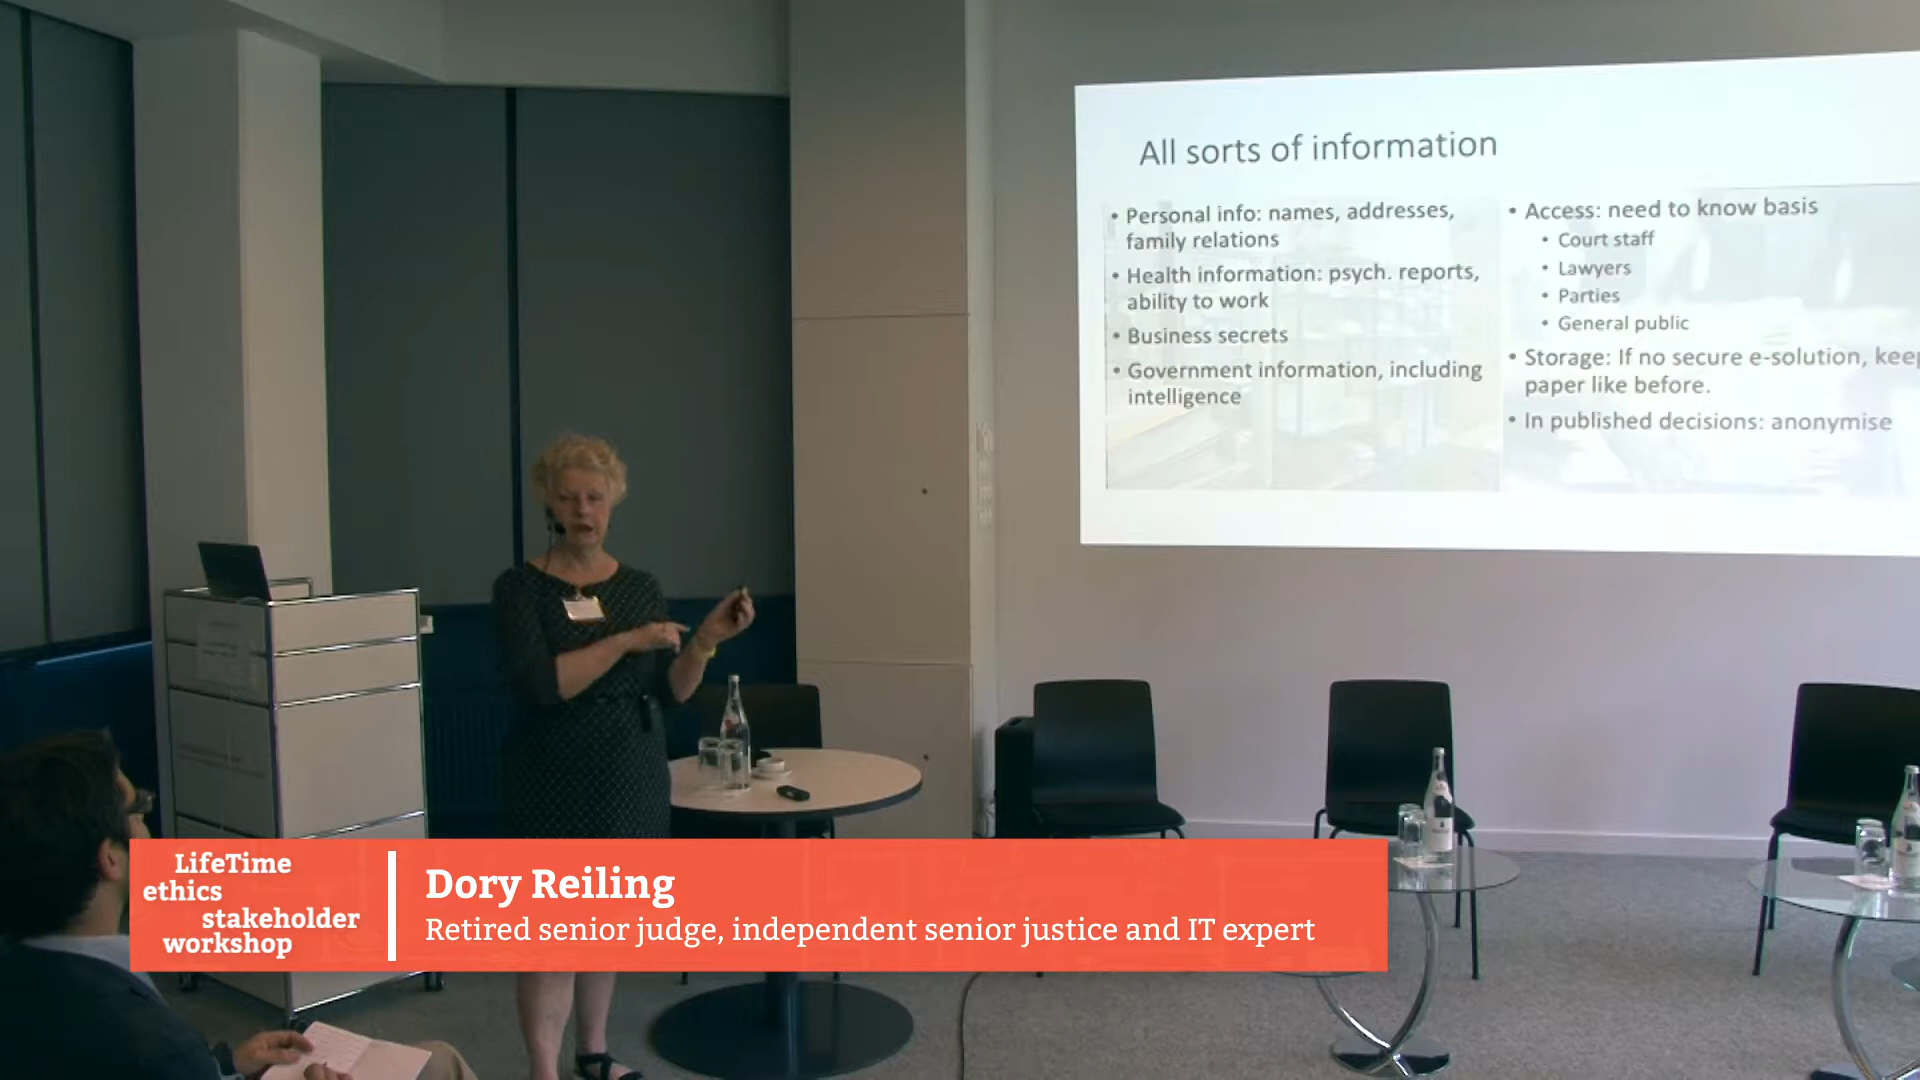 All sorts of information
• Personal info: names, addresses,
family relations
• Health information: psych. reports,
ability to work
• Business secrets
• Government information, including
intelligence
• Access: need to know basis
• Court staff
• Lawyers
• Parties
• General public
• Storage: If no secure e-solution, keep
paper like before.
• In published decisions: anonymise
LifeTime
ethics
stakeholder
workshop
Dory Reiling
Retired senior judge, independent senior justice and IT expert